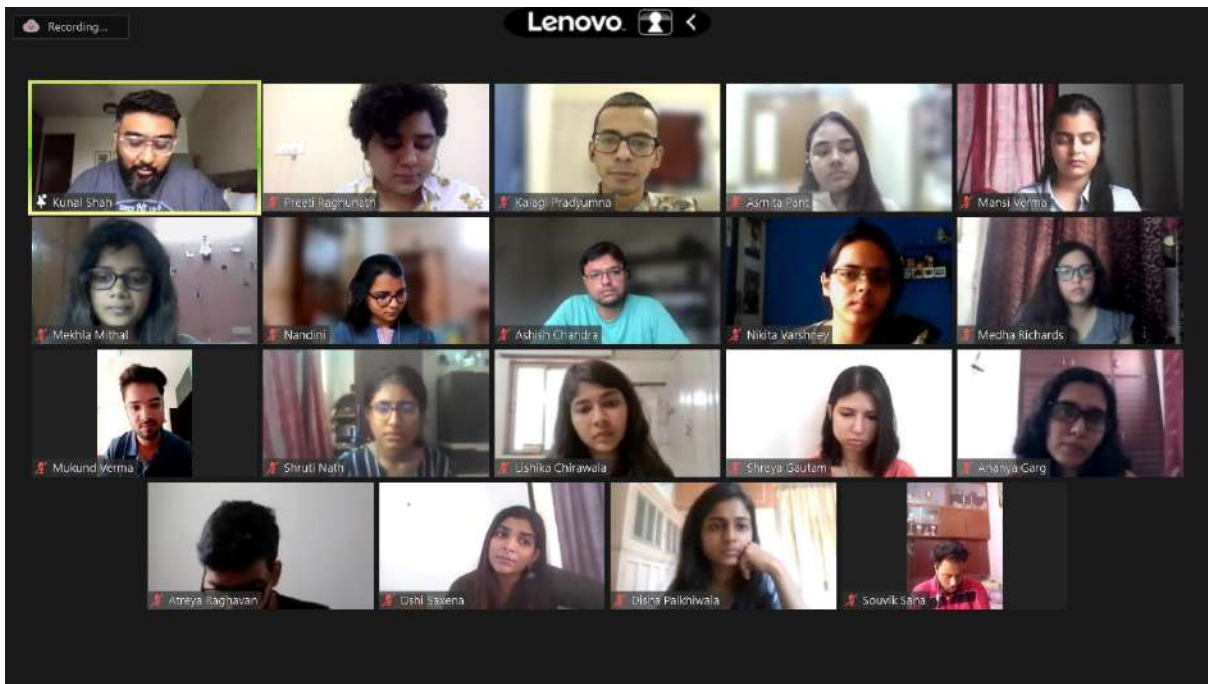 Recording...
Lenovo.
Kunal Shah
Preeti Raghunath
Kalagi Pradyumna
Asmita Pant
Mansi Verma
Mekhla Mithal
Nandini
Ashish Chandra
Nikita Varshney
Medha Richards
Mukund Verma
Shruti Nath
Lishika Chirawala
Shreya Gautam
Ananya Garg
Atreya Raghavan
Oshi Saxena
Disha Palkhiwala
Souvik Saha